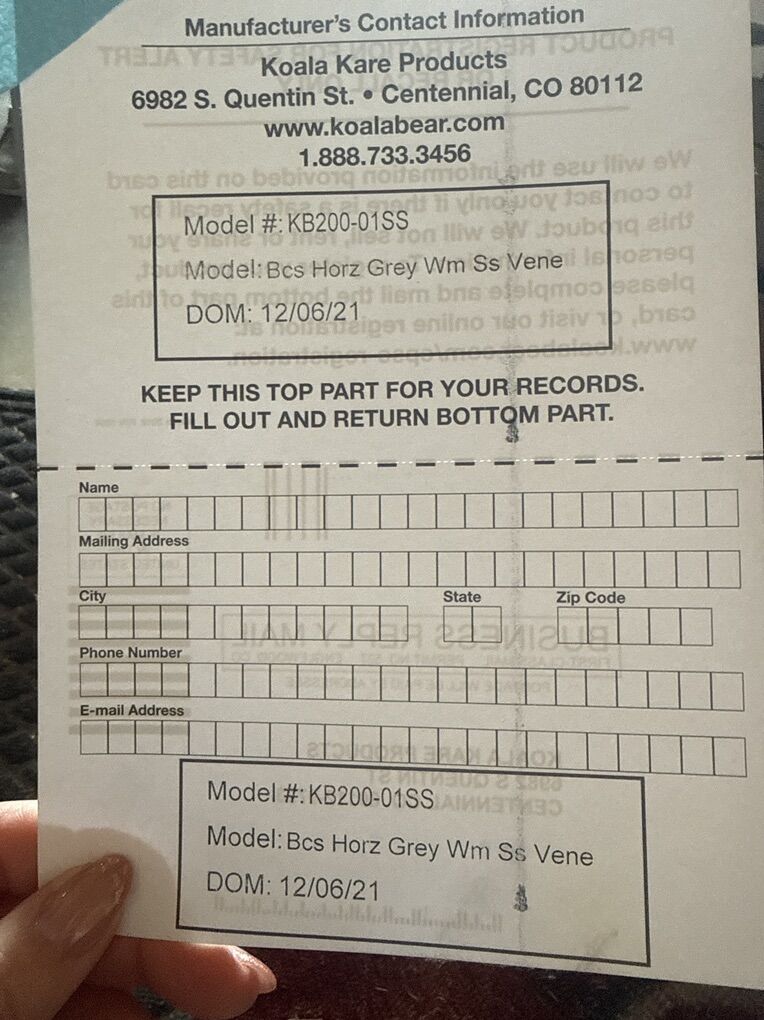 Manufacturer's Contact Information
Koala Kare Products
6982 S. Quentin St. • Centennial, CO 80112
www.koalabear.com
1.888.733.3456
Model #: KB200-01SS
Model: Bcs Horz Grey Wm Ss Vene
DOM: 12/06/21
KEEP THIS TOP PART FOR YOUR RECORDS.
FILL OUT AND RETURN BOTTOM PART.
Name
Mailing Address
City State Zip Code
Phone Number
E-mail Address
Model #: KB200-01SS
Model: Bcs Horz Grey Wm Ss Vene
DOM: 12/06/21